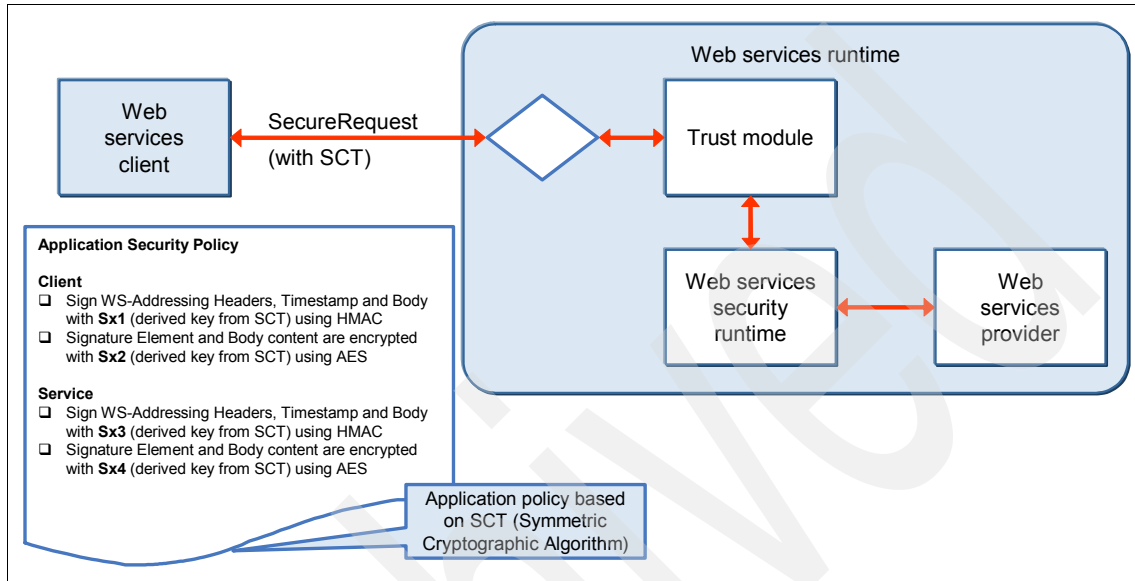 Web services runtime
Web
services
client
SecureRequest
(with SCT)
Trust module
Web services
security
runtime
Web
services
provider
Application Security Policy
Client
❑ Sign WS-Addressing Headers, Timestamp and Body
with Sx1 (derived key from SCT) using HMAC
❑ Signature Element and Body content are encrypted
with Sx2 (derived key from SCT) using AES
Service
❑ Sign WS-Addressing Headers, Timestamp and Body
with Sx3 (derived key from SCT) using HMAC
❑ Signature Element and Body content are encrypted
with Sx4 (derived key from SCT) using AES
Application policy based
on SCT (Symmetric
Cryptographic Algorithm)